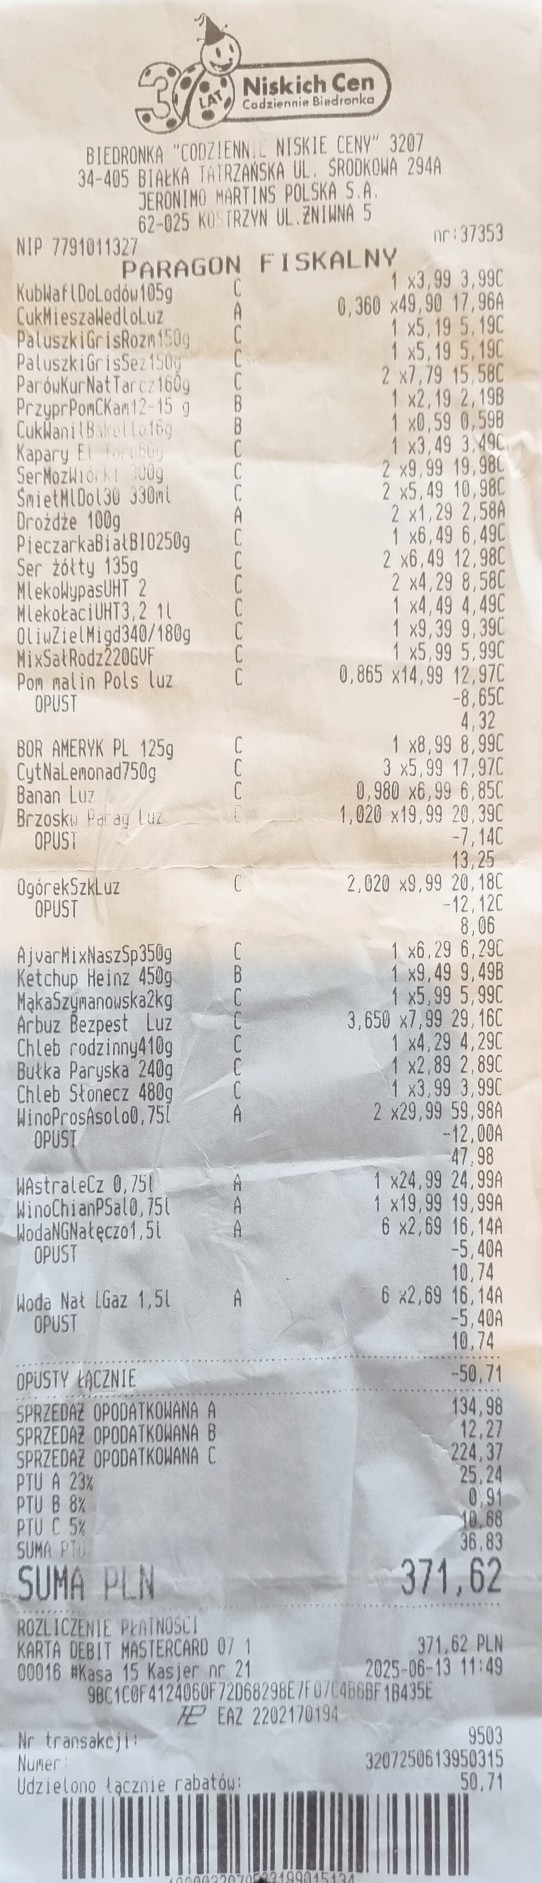 30 LAT
Niskich Cen
Codziennie Biedronka
BIEDRONKA "CODZIENNIE NISKIE CENY" 3207
34-405 BIAŁKA TATRZAŃSKA UL. ŚRODKOWA 294A
JERONIMO MARTINS POLSKA S.A.
62-025 KOSTRZYN UL.ŻNIWNA 5
NIP 7791011327 nr:37353
PARAGON FISKALNY
KubWaflDoLodów105g C 1 x3,99 3,99C
CukMieszaWedloLuz A 0,360 x49,90 17,96A
PaluszkiGrisRozm150g C 1 x5,19 5,19C
PaluszkiGrisSez150g C 1 x5,19 5,19C
ParówKurNatTarcz160g C 2 x7,79 15,58C
PrzyprPomCKam12-15 g B 1 x2,19 2,19B
CukWanilBakello16g B 1 x0,59 0,59B
Kapary C 1 x3,49 3,49C
SerMozWiórki 300g C 2 x9,99 19,98C
ŚmietMlDol30 330ml C 2 x5,49 10,98C
Drożdże 100g A 2 x1,29 2,58A
PieczarkaBiałBIO250g C 1 x6,49 6,49C
Ser żółty 135g C 2 x6,49 12,98C
MlekoWypasUHT 2 C 2 x4,29 8,58C
MlekoŁaciUHT3,2 1l C 1 x4,49 4,49C
OliwZielMigd340/180g C 1 x9,39 9,39C
MixSałRodz220GVF C 1 x5,99 5,99C
Pom malin Pols luz C 0,865 x14,99 12,97C
OPUST -8,65C
4,32
BOR AMERYK PL 125g C 1 x8,99 8,99C
CytNaLemonad750g C 3 x5,99 17,97C
Banan Luz C 0,980 x6,99 6,85C
Brzoskw Parag Luz C 1,020 x19,99 20,39C
OPUST -7,14C
13,25
OgórekSzkLuz C 2,020 x9,99 20,18C
OPUST -12,12C
8,06
AjvarMixNaszSp350g C 1 x6,29 6,29C
Ketchup Heinz 450g B 1 x9,49 9,49B
MąkaSzymanowska2kg C 1 x5,99 5,99C
Arbuz Bezpest Luz C 3,650 x7,99 29,16C
Chleb rodzinny410g C 1 x4,29 4,29C
Bułka Paryska 240g C 1 x2,89 2,89C
Chleb Słonecz 480g C 1 x3,99 3,99C
WinoProsAsolo0,75l A 2 x29,99 59,98A
OPUST -12,00A
47,98
WAstraleCz 0,75l A 1 x24,99 24,99A
WinoChianPSal0,75l A 1 x19,99 19,99A
WodaNGNałęczo1,5l A 6 x2,69 16,14A
OPUST -5,40A
10,74
Woda Nał LGaz 1,5l A 6 x2,69 16,14A
OPUST -5,40A
10,74
OPUSTY ŁĄCZNIE -50,71
SPRZEDAŻ OPODATKOWANA A 134,98
SPRZEDAŻ OPODATKOWANA B 12,27
SPRZEDAŻ OPODATKOWANA C 224,37
PTU A 23% 25,24
PTU B 8% 0,91
PTU C 5% 10,68
SUMA PTU 36,83
SUMA PLN 371,62
ROZLICZENIE PŁATNOŚCI
KARTA DEBIT MASTERCARD 07 1 371,62 PLN
00016 #Kasa 15 Kasjer nr 21 2025-06-13 11:49
9BC1C0F4124060F72D68298E7F07C4B6BBF1B435E
EAZ 2202170194
Nr transakcji: 9503
Numer: 3207250613950315
Udzielono łącznie rabatów: 50,71